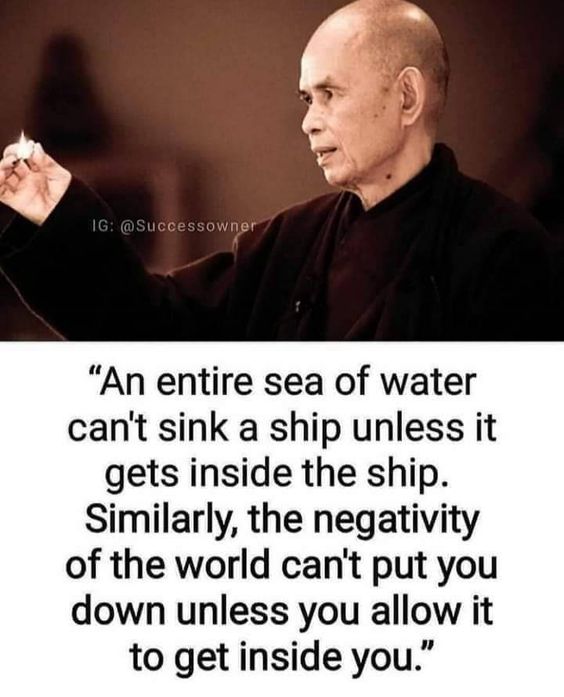 IG: @Successowner
“An entire sea of water
can't sink a ship unless it
gets inside the ship.
Similarly, the negativity
of the world can't put you
down unless you allow it
to get inside you.”